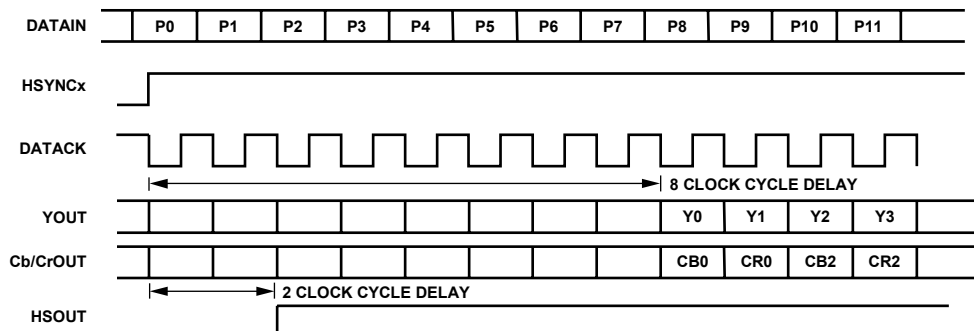 DATAIN P0 P1 P2 P3 P4 P5 P6 P7 P8 P9 P10 P11
HSYNCx
DATACK
8 CLOCK CYCLE DELAY
YOUT Y0 Y1 Y2 Y3
Cb/CrOUT CB0 CR0 CB2 CR2
2 CLOCK CYCLE DELAY
HSOUT